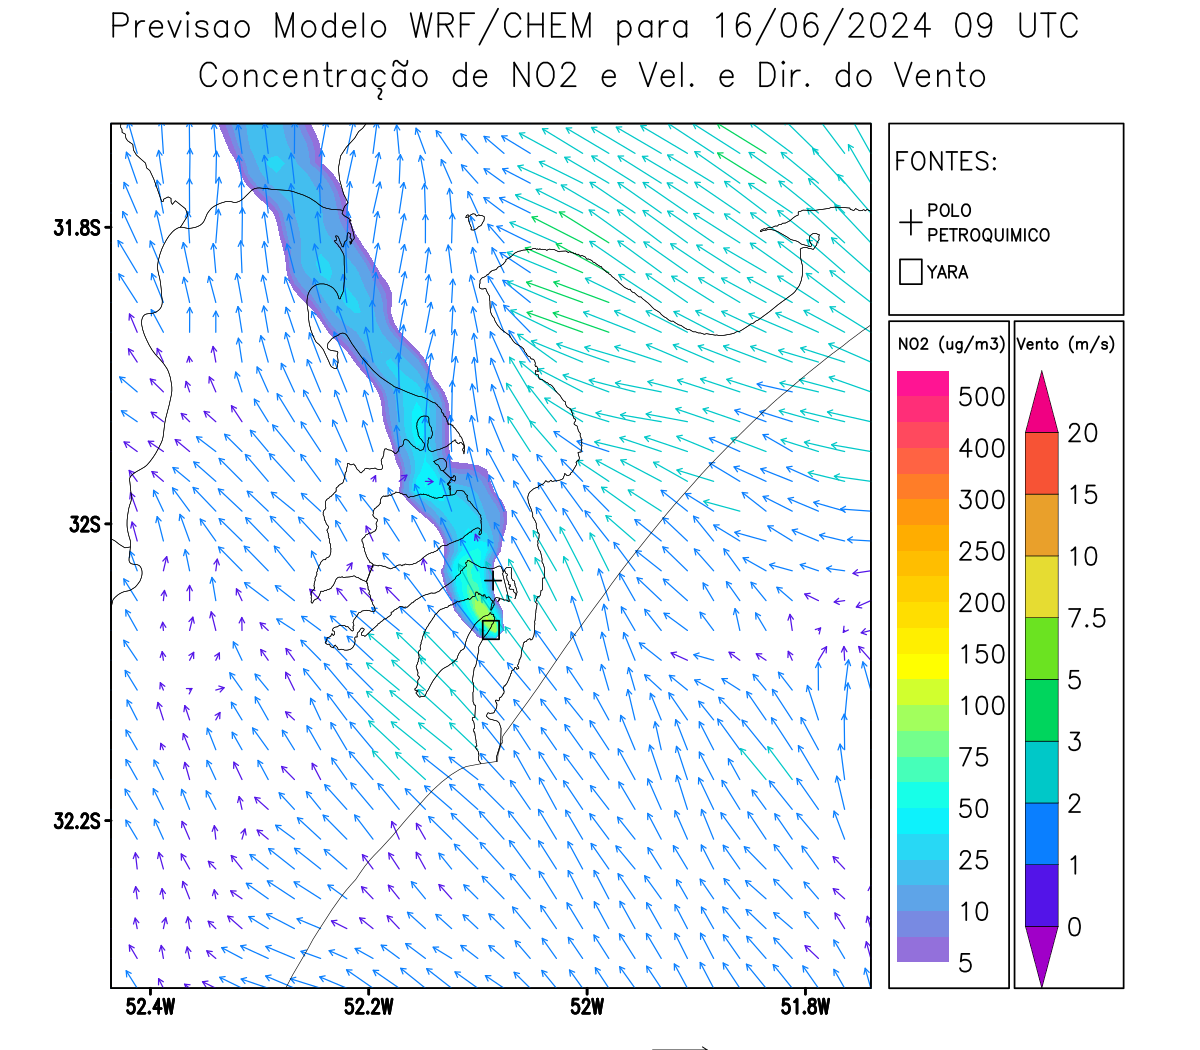 Previsao Modelo WRF/CHEM para 16/06/2024 09 UTC
Concentração de NO2 e Vel. e Dir. do Vento
FONTES:
POLO
PETROQUIMICO
YARA
NO2 (ug/m3)
500
400
300
250
200
150
100
75
50
25
10
5
Vento (m/s)
20
15
10
7.5
5
3
2
1
0
31.8S
32S
32.2S
52.4W
52.2W
52W
51.8W